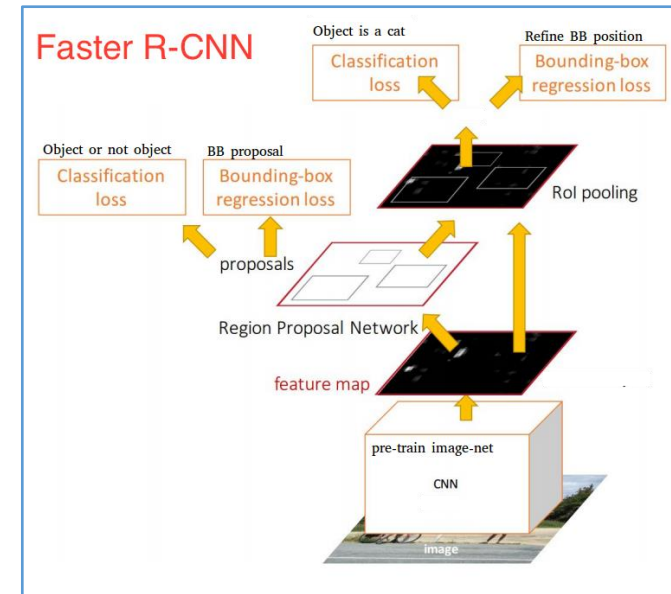 Faster R-CNN
Object is a cat
Classification
loss
Refine BB position
Bounding-box
regression loss
Object or not object
Classification
loss
BB proposal
Bounding-box
regression loss
RoI pooling
proposals
Region Proposal Network
feature map
pre-train image-net
CNN
image